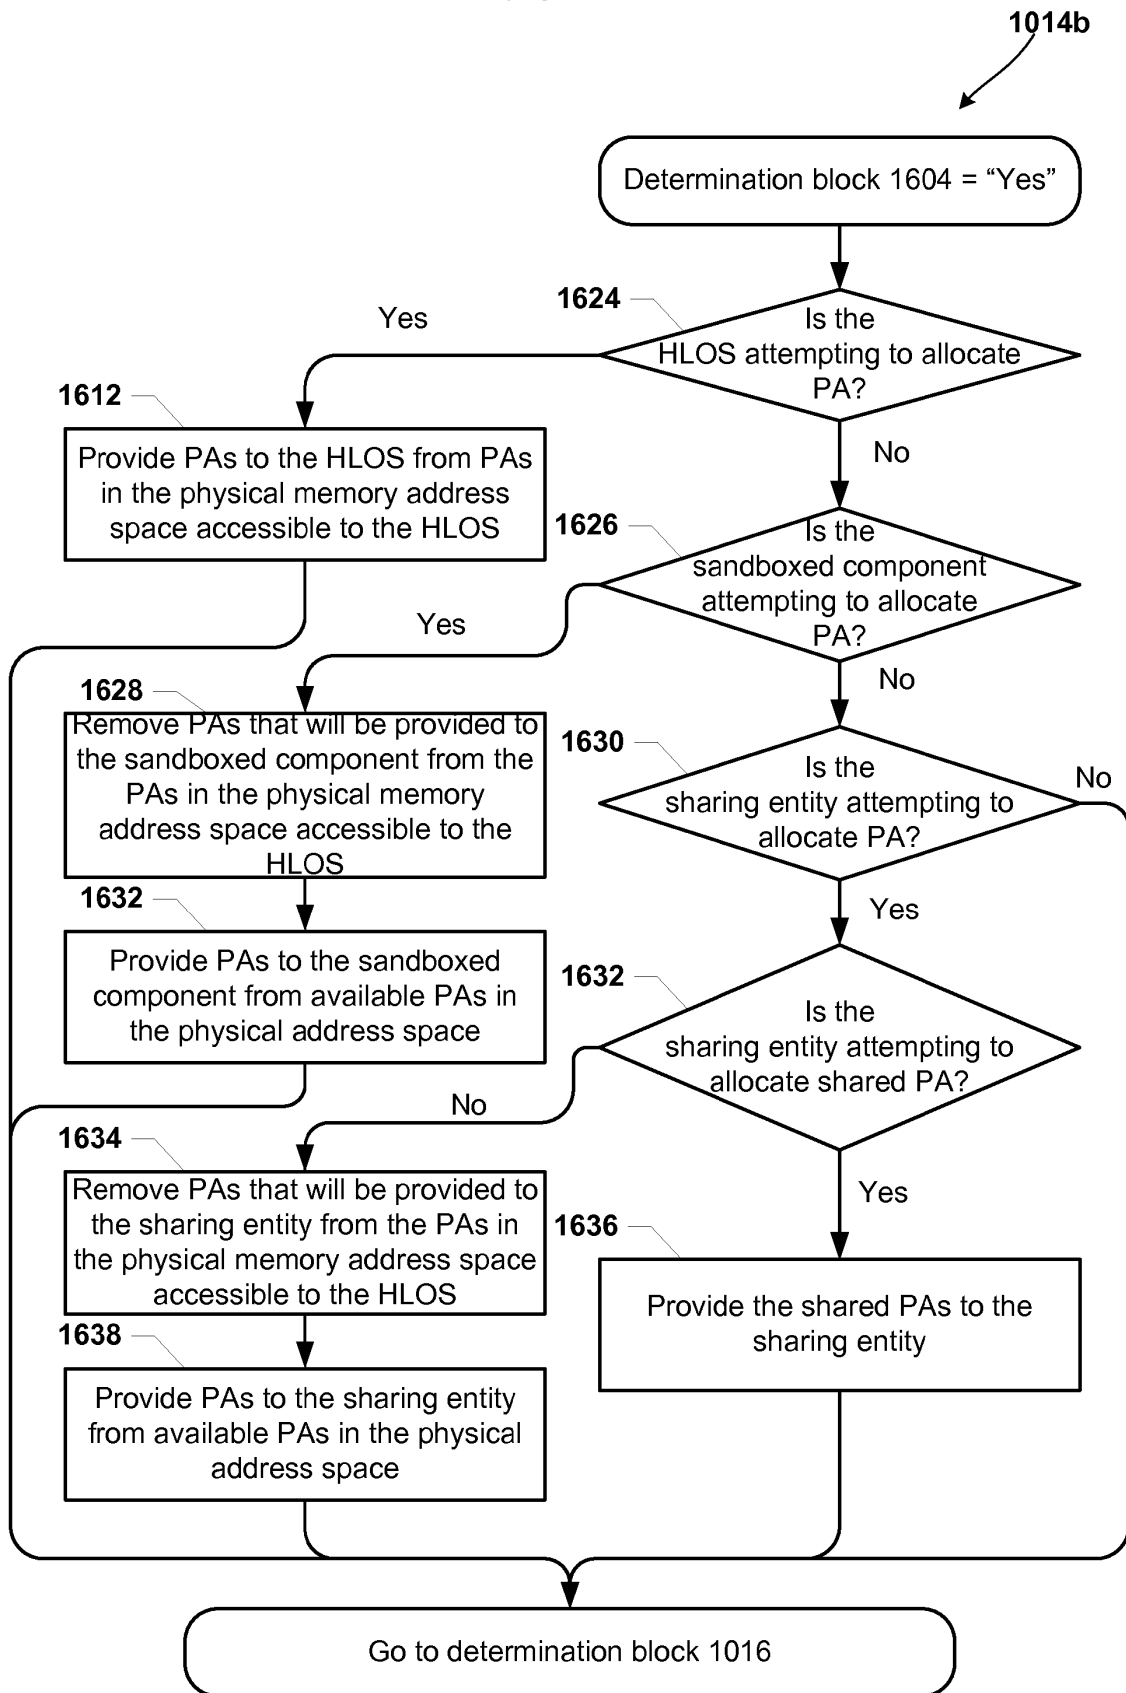 1014b
Determination block 1604 = “Yes”
1624
Is the
HLOS attempting to allocate
PA?
Yes
1612
Provide PAs to the HLOS from PAs
in the physical memory address
space accessible to the HLOS
No
1626
Is the
sandboxed component
attempting to allocate
PA?
Yes
1628
Remove PAs that will be provided to
the sandboxed component from the
PAs in the physical memory
address space accessible to the
HLOS
No
1630
Is the
sharing entity attempting to
allocate PA?
No
1632
Provide PAs to the sandboxed
component from available PAs in
the physical address space
Yes
1632
Is the
sharing entity attempting to
allocate shared PA?
No
1634
Remove PAs that will be provided to
the sharing entity from the PAs in
the physical memory address space
accessible to the HLOS
Yes
1636
Provide the shared PAs to the
sharing entity
1638
Provide PAs to the sharing entity
from available PAs in the physical
address space
Go to determination block 1016